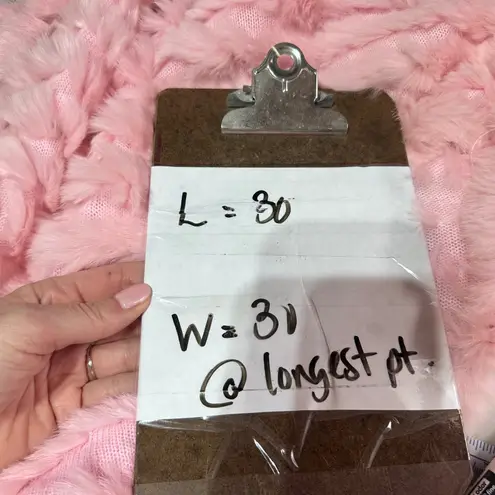 L = 30
W = 31
@ longest pt.